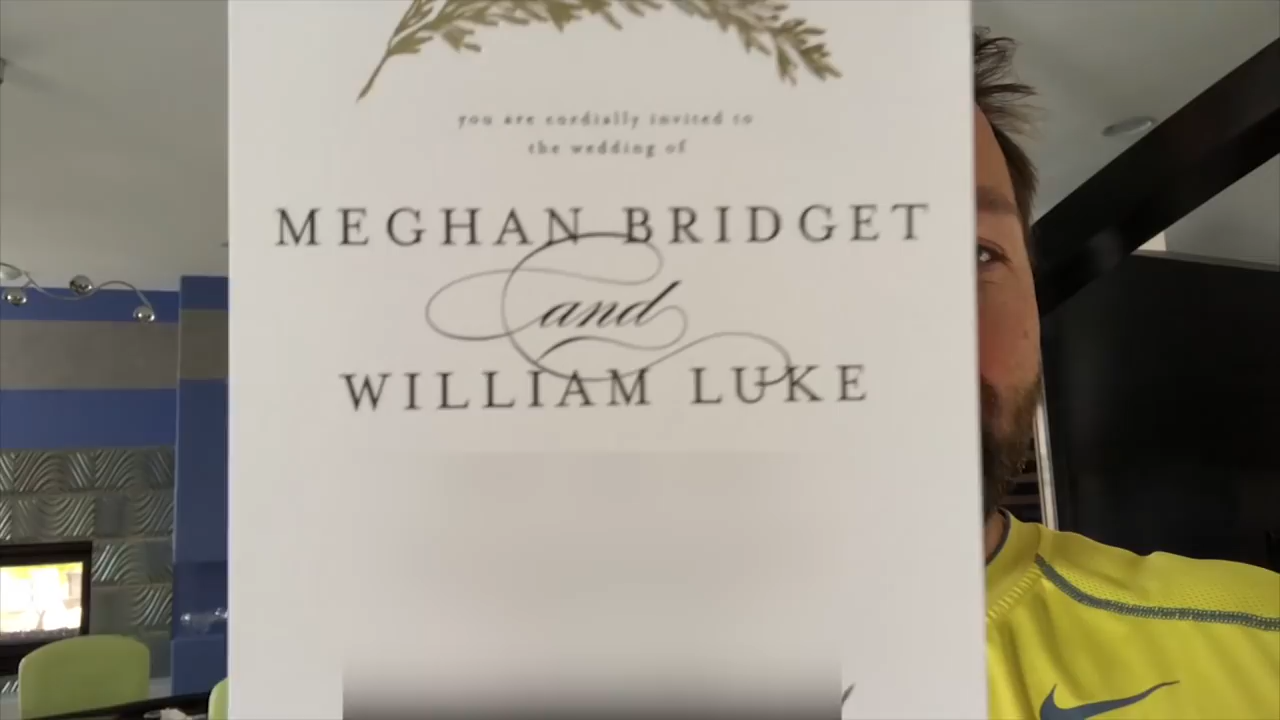 you are cordially invited to
the wedding of
MEGHAN BRIDGET
and
WILLIAM LUKE